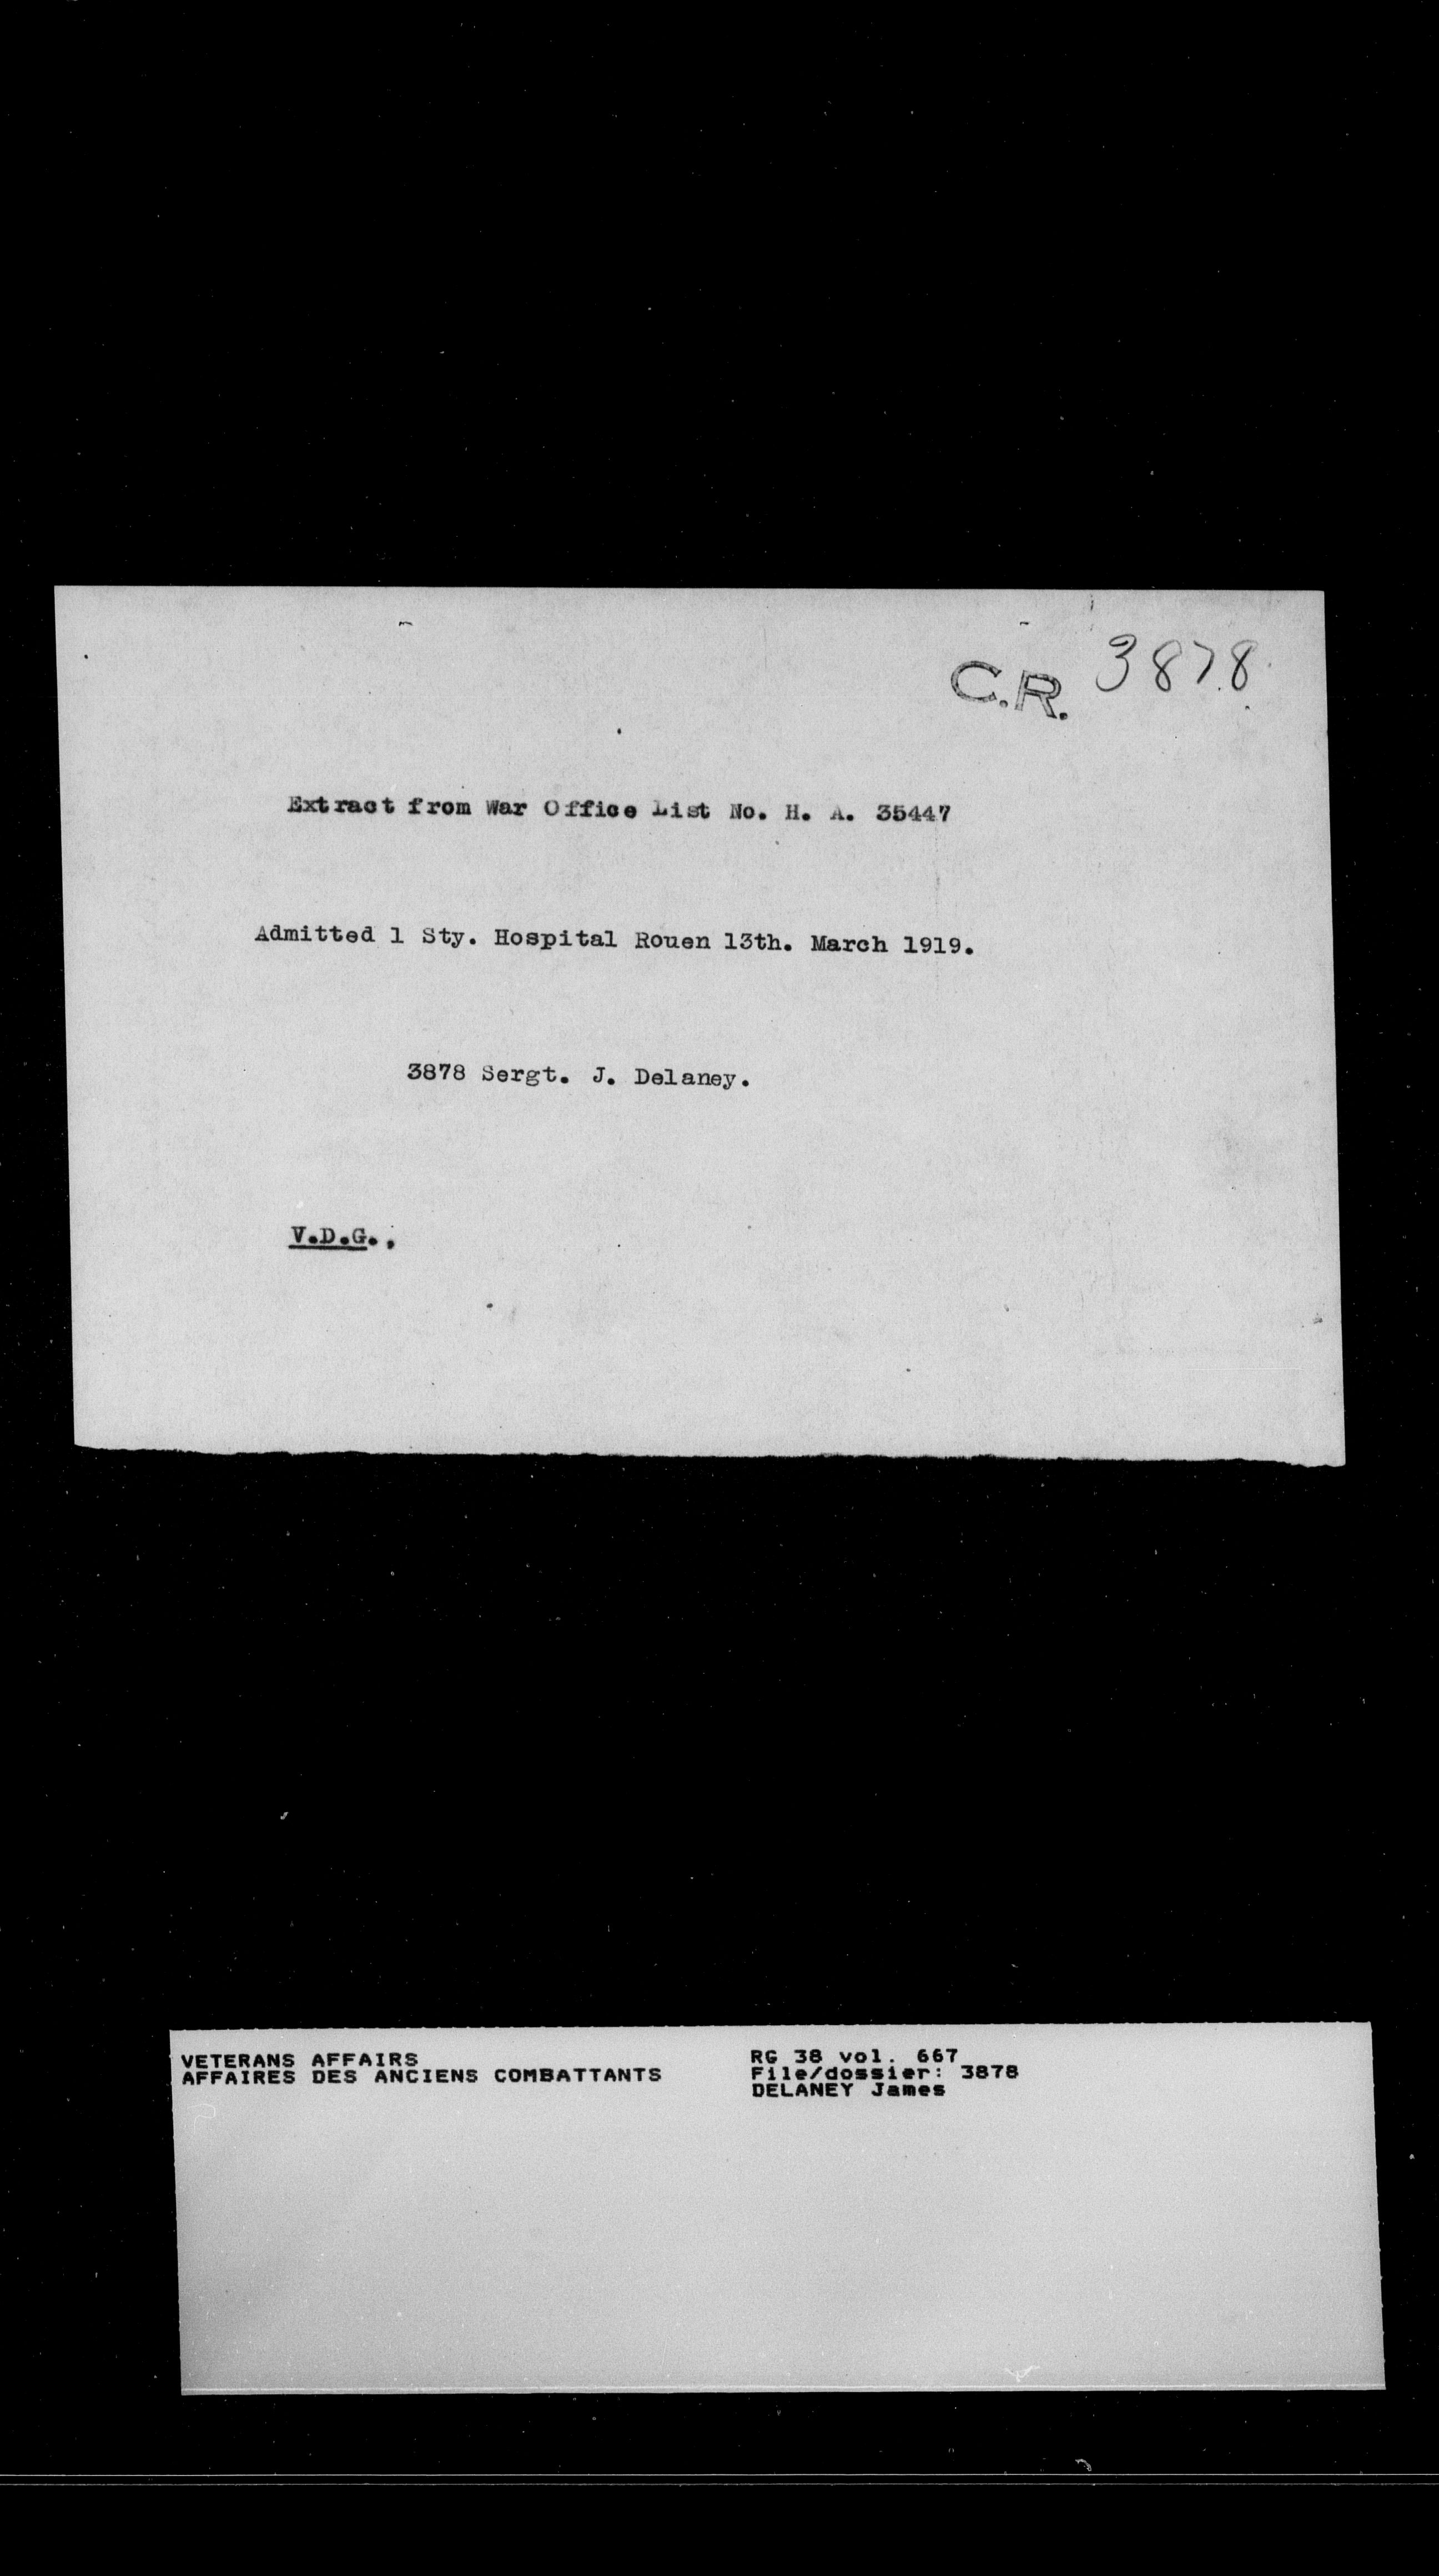 C.R. 3878
Extract from War Office List No. H. A. 35447
Admitted 1 Sty. Hospital Rouen 13th. March 1919.
3878 Sergt. J. Delaney.
V.D.G..
VETERANS AFFAIRS
AFFAIRES DES ANCIENS COMBATTANTS
RG 38 vol. 667
File/dossier: 3878
DELANEY James